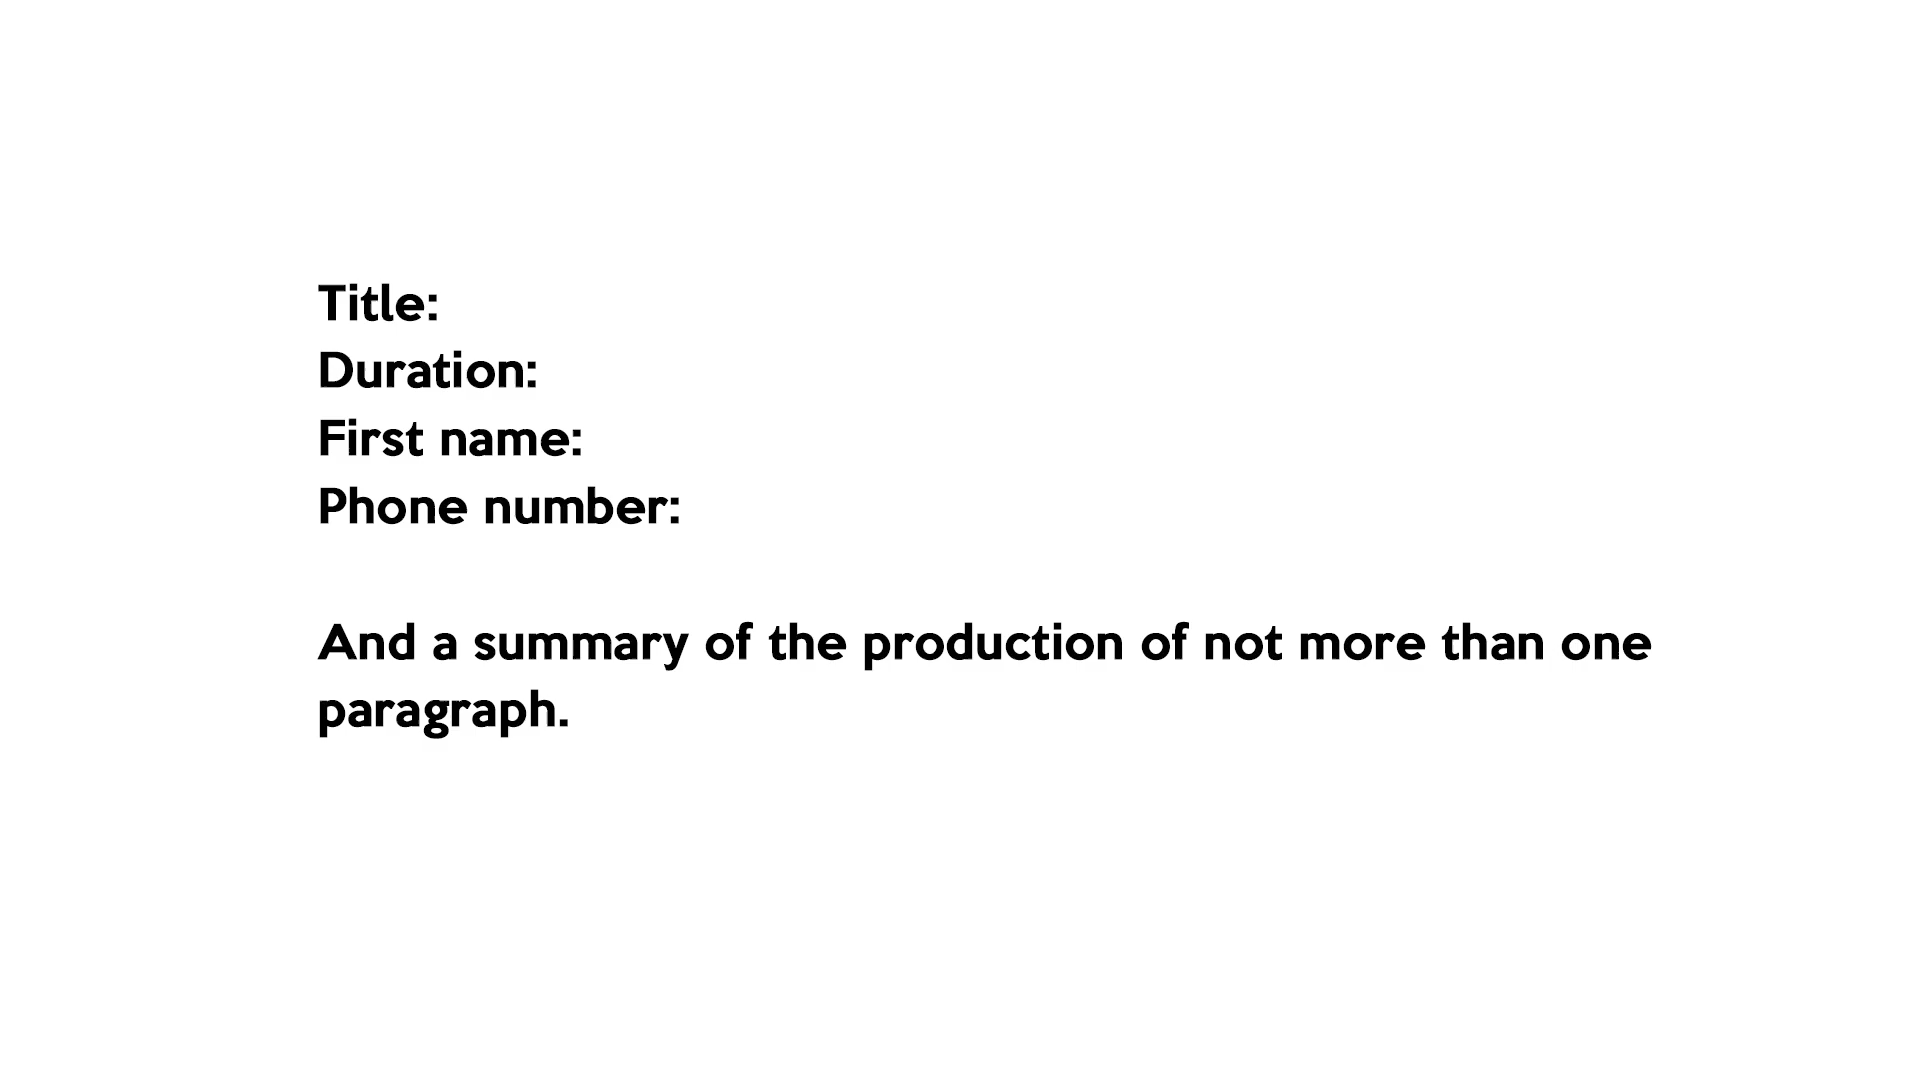 Title:
Duration:
First name:
Phone number:
And a summary of the production of not more than one
paragraph.